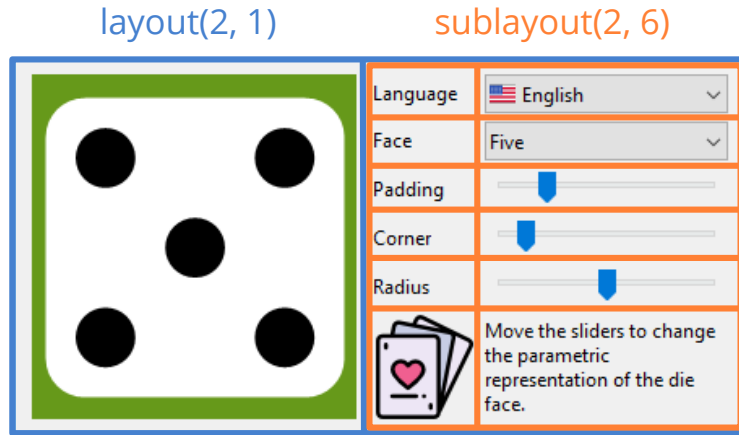 layout(2, 1)
sublayout(2, 6)
Language
English
Face
Five
Padding
Corner
Radius
Move the sliders to change
the parametric
representation of the die
face.